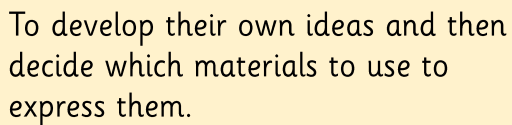 To develop their own ideas and then
decide which materials to use to
express them.